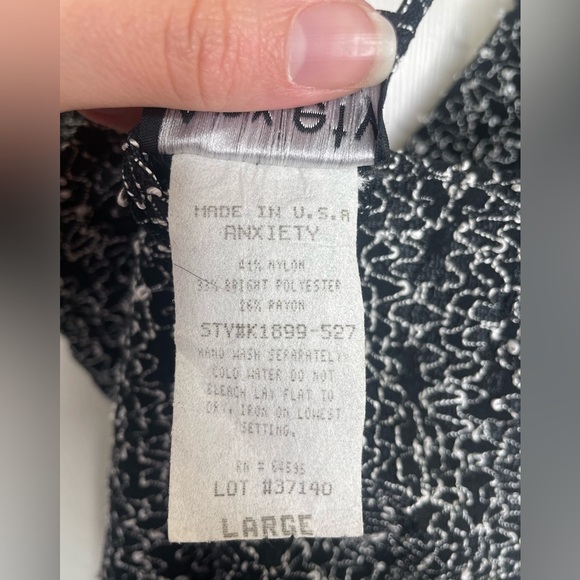 MADE IN U.S.A
ANXIETY
41% NYLON
33% BRIGHT POLYESTER
26% RAYON
STY#K1899-527
HAND WASH SEPARATELY
COLD WATER DO NOT
BLEACH LAY FLAT TO
DRY, IRON ON LOWEST
SETTING.
RN # 64595
LOT #37140
LARGE